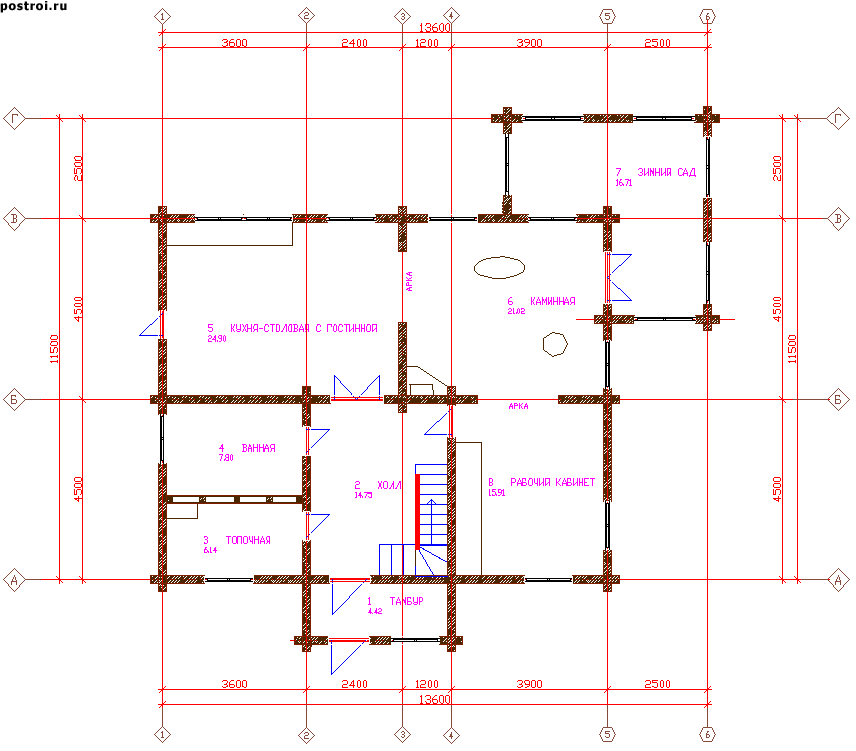 postroi.ru
1 2 3 4 5 6
13600
3600 2400 1200 3900 2500
Г Г
2500 2500
7 ЗИМНИЙ САД
16.71
В В
АРКА
6 КАМИННАЯ
21.02
4500 4500
5 КУХНЯ-СТОЛОВАЯ С ГОСТИННОЙ
24.90
11500 11500
Б Б
АРКА
4 ВАННАЯ
7.80
2 ХОЛЛ
14.75
8 РАБОЧИЙ КАБИНЕТ
15.91
4500 4500
3 ТОПОЧНАЯ
6.14
А А
1 ТАМБУР
4.42
3600 2400 1200 3900 2500
13600
1 2 3 4 5 6